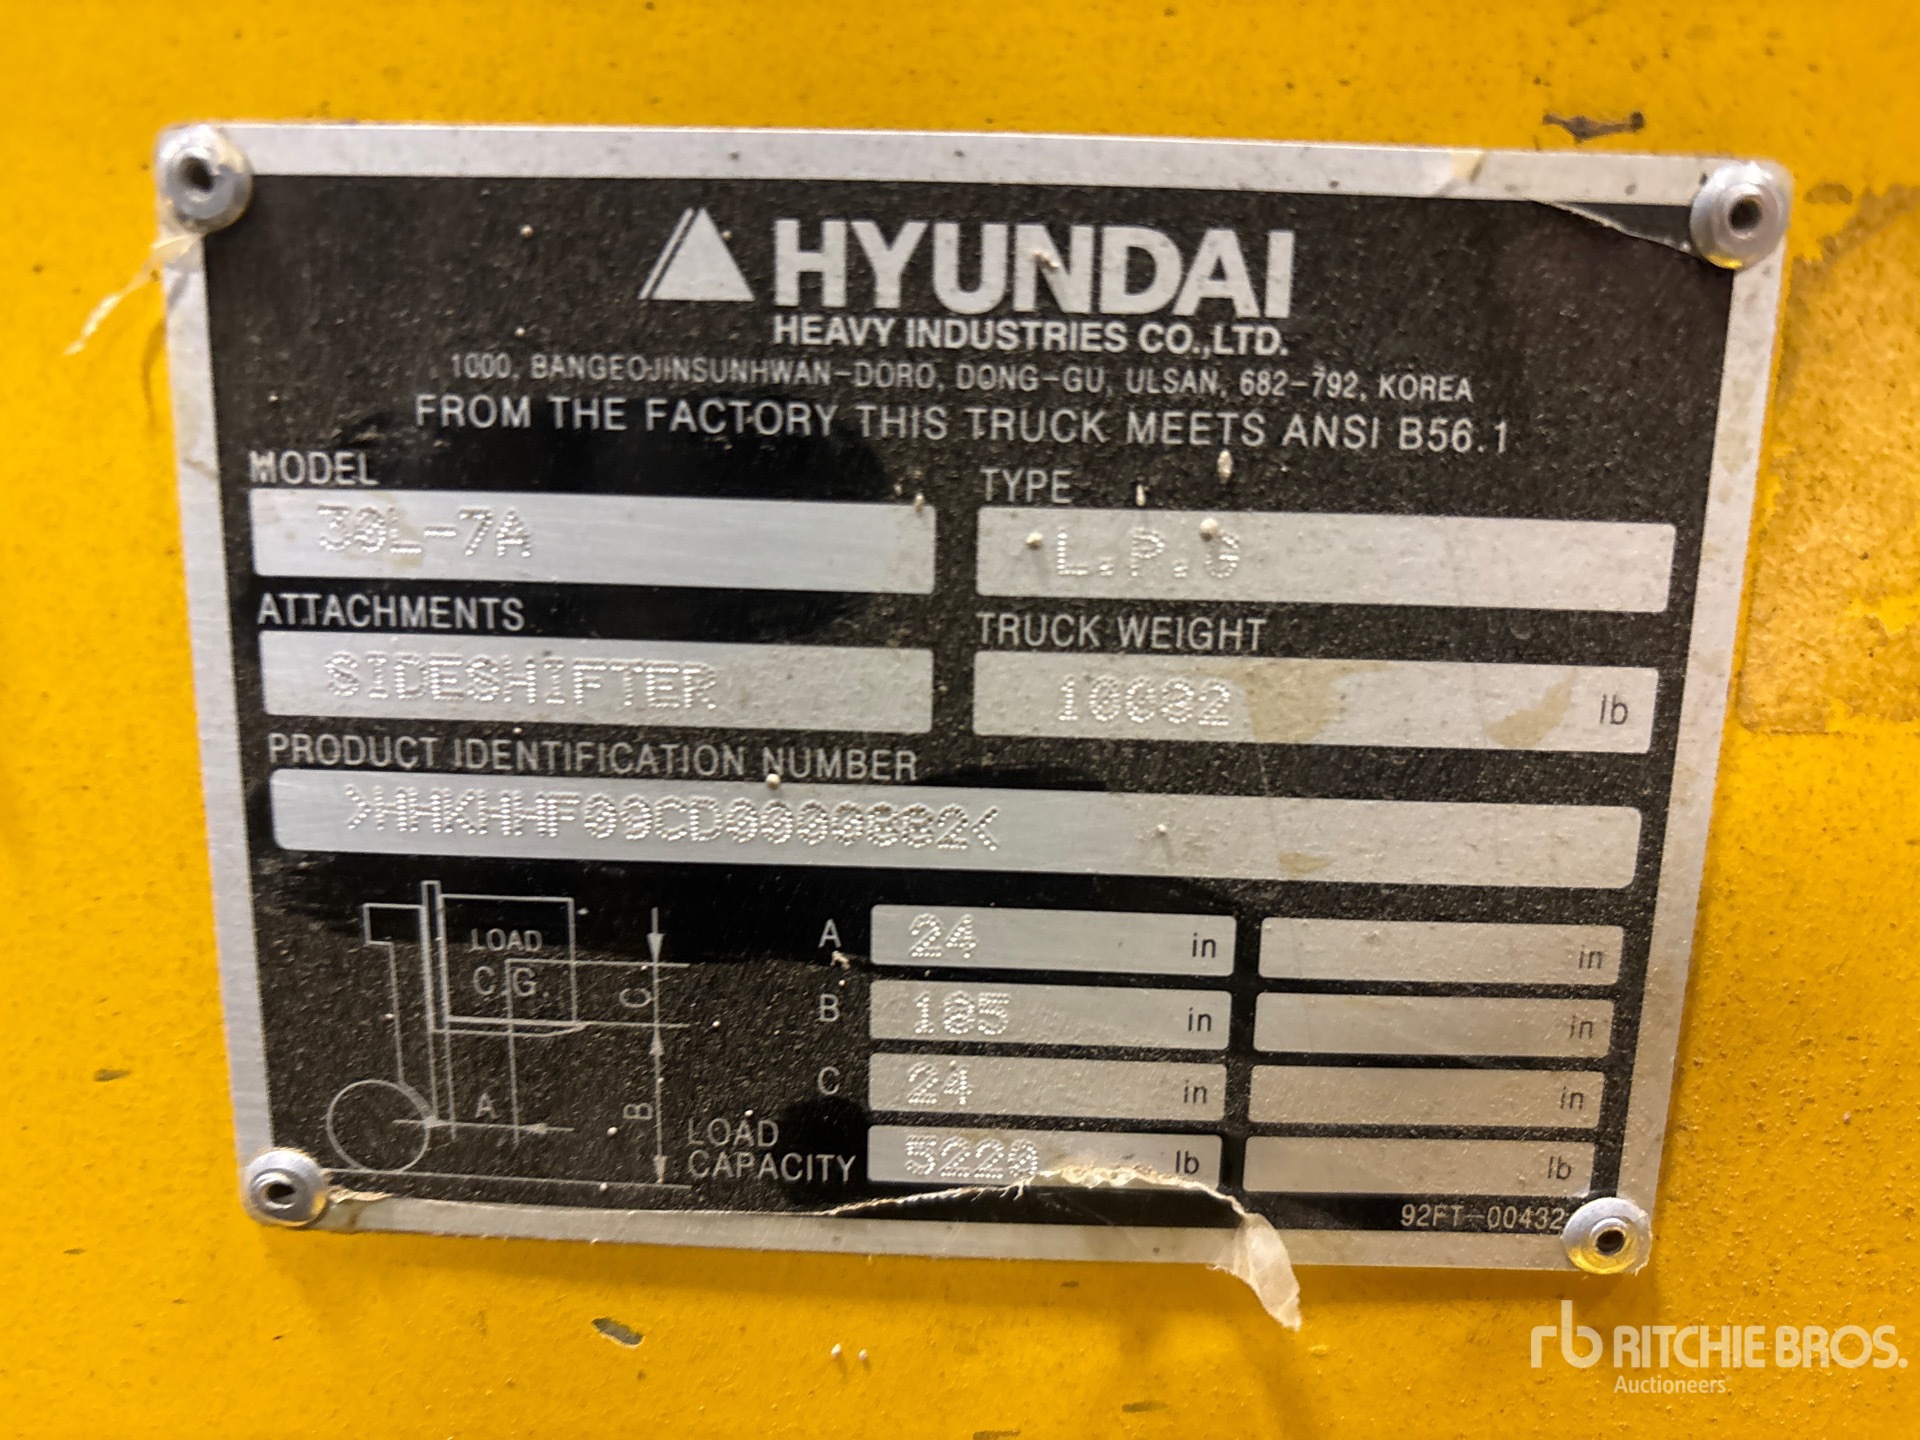 HYUNDAI
HEAVY INDUSTRIES CO.,LTD.
1000, BANGEOJINSUNHWAN-DORO, DONG-GU, ULSAN, 682-792, KOREA
FROM THE FACTORY THIS TRUCK MEETS ANSI B56.1
MODEL TYPE
30L-7A L.P.G
ATTACHMENTS TRUCK WEIGHT
SIDESHIFTER 10082 lb
PRODUCT IDENTIFICATION NUMBER
>HHKHHF09CD0000682<
LOAD
C.G.
C
A
B
A 24 in in
B 185 in in
C 24 in in
LOAD
CAPACITY 5220 lb lb
92FT-00432
rb RITCHIE BROS.
Auctioneers